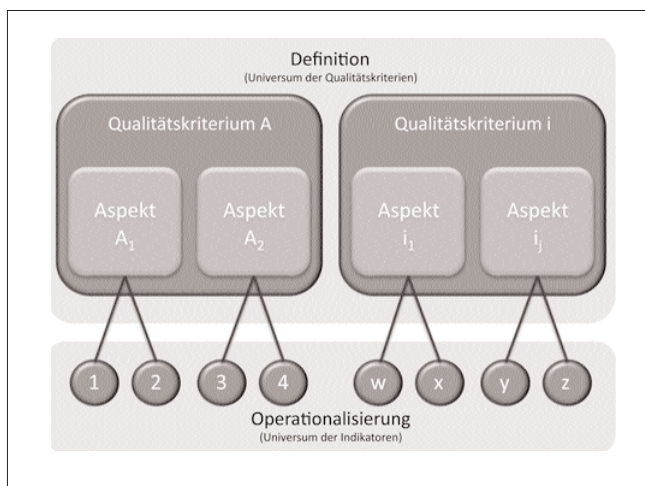 Definition
(Universum der Qualitätskriterien)
Qualitätskriterium A
Qualitätskriterium i
Aspekt
A₁
Aspekt
A₂
Aspekt
i₁
Aspekt
iⱼ
1
2
3
4
w
x
y
z
Operationalisierung
(Universum der Indikatoren)